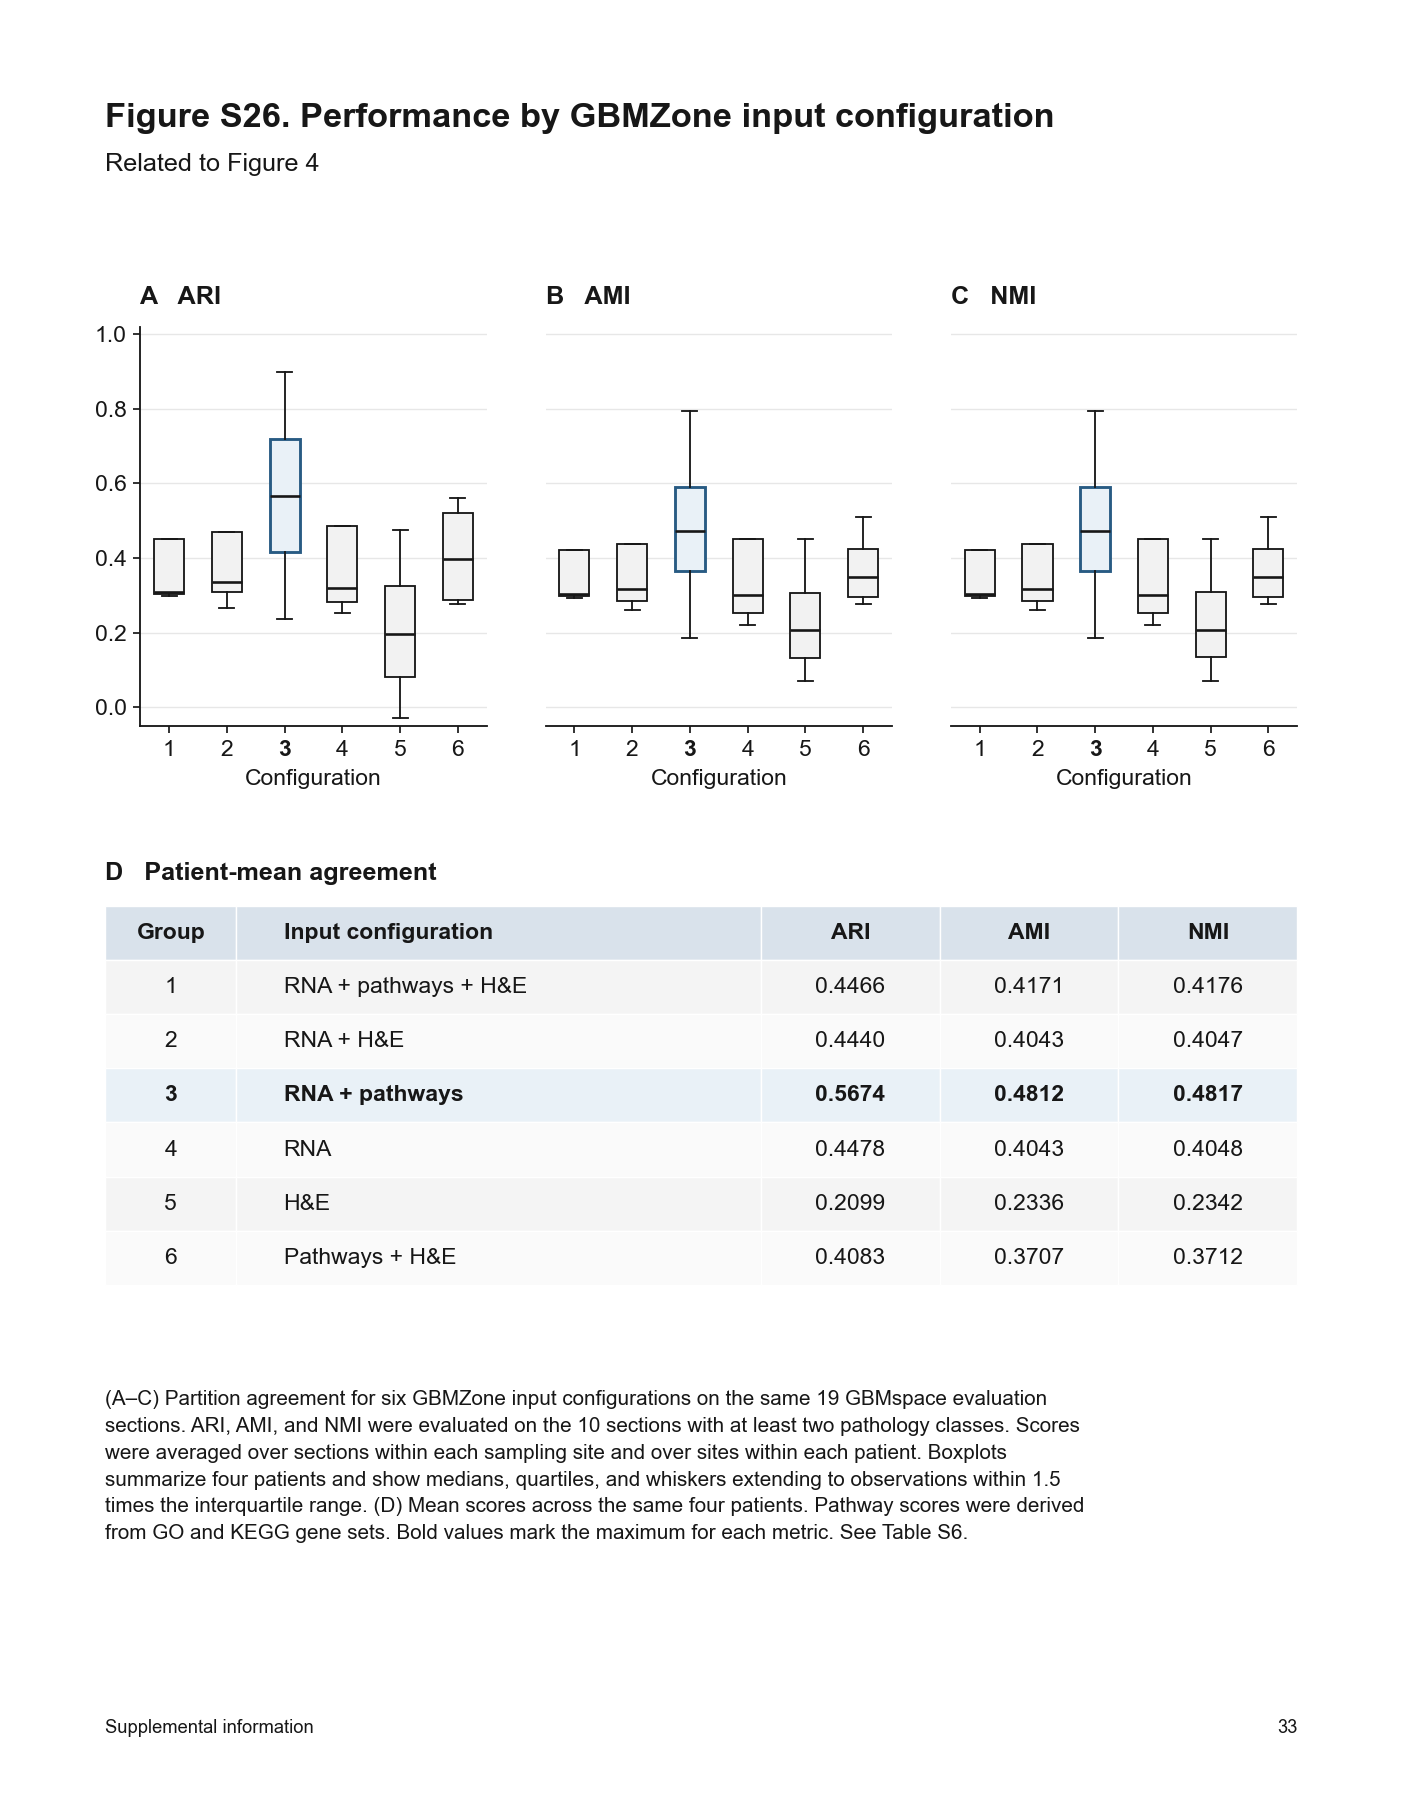 Figure S26. Performance by GBMZone input configuration
Related to Figure 4
A ARI
B AMI
C NMI
1.0
0.8
0.6
0.4
0.2
0.0
1 2 3 4 5 6
1 2 3 4 5 6
1 2 3 4 5 6
Configuration
Configuration
Configuration
D Patient-mean agreement
Group Input configuration ARI AMI NMI
1 RNA + pathways + H&E 0.4466 0.4171 0.4176
2 RNA + H&E 0.4440 0.4043 0.4047
3 RNA + pathways 0.5674 0.4812 0.4817
4 RNA 0.4478 0.4043 0.4048
5 H&E 0.2099 0.2336 0.2342
6 Pathways + H&E 0.4083 0.3707 0.3712
(A–C) Partition agreement for six GBMZone input configurations on the same 19 GBMspace evaluation
sections. ARI, AMI, and NMI were evaluated on the 10 sections with at least two pathology classes. Scores
were averaged over sections within each sampling site and over sites within each patient. Boxplots
summarize four patients and show medians, quartiles, and whiskers extending to observations within 1.5
times the interquartile range. (D) Mean scores across the same four patients. Pathway scores were derived
from GO and KEGG gene sets. Bold values mark the maximum for each metric. See Table S6.
Supplemental information 33